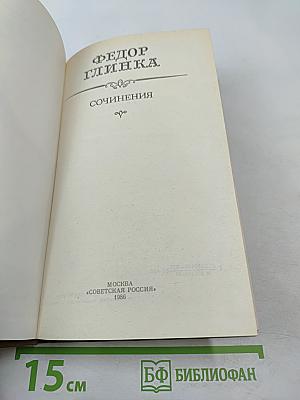 ФЕДОР
ГЛИНКА
СОЧИНЕНИЯ
МОСКВА
«СОВЕТСКАЯ РОССИЯ»
1986
15 см
БФ БИБЛИОФАН